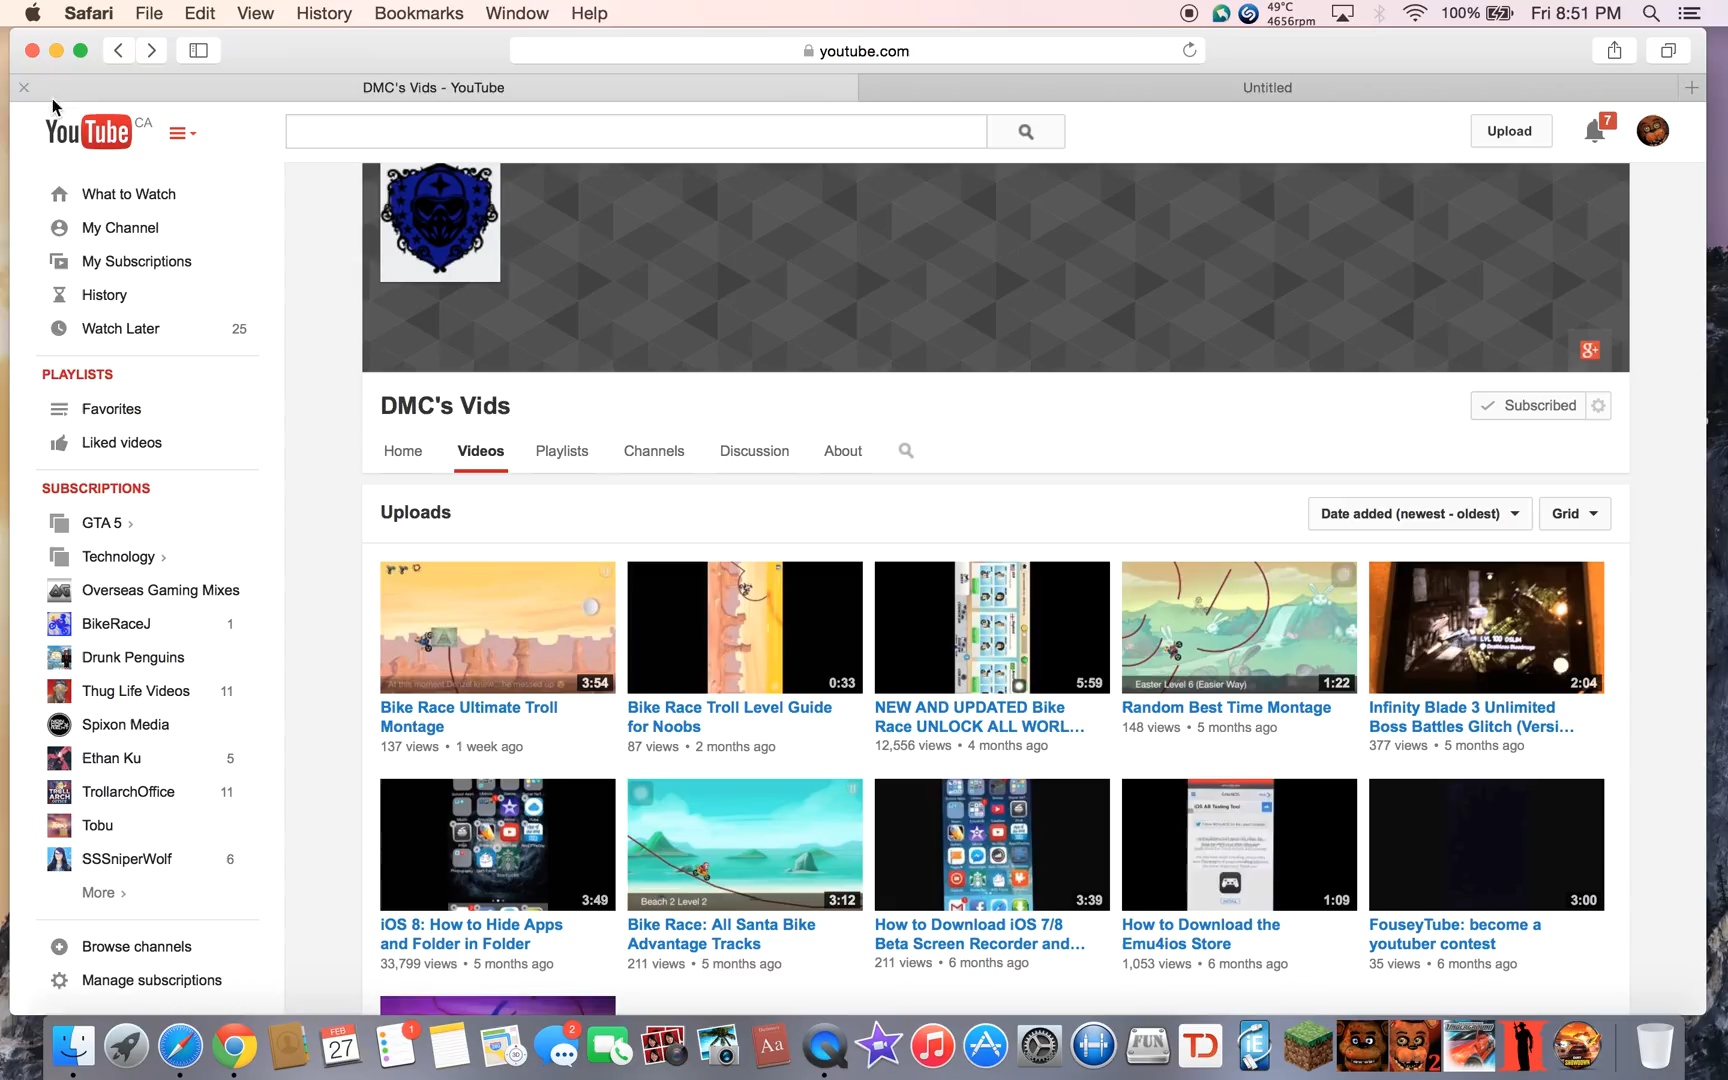 Safari File Edit View History Bookmarks Window Help
49°C
4656rpm
100%
Fri 8:51 PM
youtube.com
DMC's Vids - YouTube
Untitled
YouTube CA
Upload
7
What to Watch
My Channel
My Subscriptions
History
Watch Later 25
PLAYLISTS
Favorites
Liked videos
SUBSCRIPTIONS
GTA 5 ›
Technology ›
Overseas Gaming Mixes
BikeRaceJ 1
Drunk Penguins
Thug Life Videos 11
Spixon Media
Ethan Ku 5
TrollarchOffice 11
Tobu
SSSniperWolf 6
More ›
Browse channels
Manage subscriptions
g+
DMC's Vids
Subscribed
Home Videos Playlists Channels Discussion About
Uploads
Date added (newest - oldest)
Grid
3:54
Bike Race Ultimate Troll
Montage
137 views • 1 week ago
0:33
Bike Race Troll Level Guide
for Noobs
87 views • 2 months ago
5:59
NEW AND UPDATED Bike
Race UNLOCK ALL WORL...
12,556 views • 4 months ago
Easter Level 6 (Easier Way)
1:22
Random Best Time Montage
148 views • 5 months ago
2:04
Infinity Blade 3 Unlimited
Boss Battles Glitch (Versi...
377 views • 5 months ago
3:49
iOS 8: How to Hide Apps
and Folder in Folder
33,799 views • 5 months ago
Beach 2 Level 2
3:12
Bike Race: All Santa Bike
Advantage Tracks
211 views • 5 months ago
3:39
How to Download iOS 7/8
Beta Screen Recorder and...
211 views • 6 months ago
1:09
How to Download the
Emu4ios Store
1,053 views • 6 months ago
3:00
FouseyTube: become a
youtuber contest
35 views • 6 months ago
FEB
27
1
3D
2
Aa
FUN
TD
iE
2